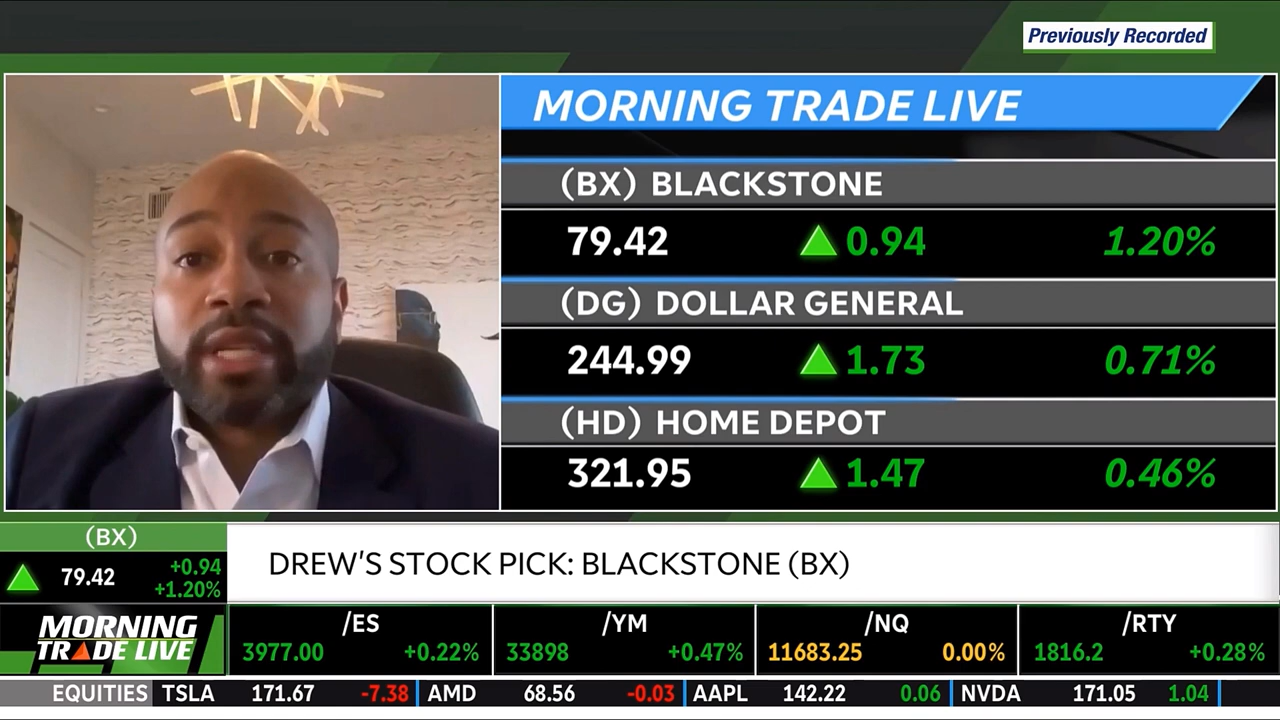 Previously Recorded
MORNING TRADE LIVE
(BX) BLACKSTONE
79.42 ▲ 0.94 1.20%
(DG) DOLLAR GENERAL
244.99 ▲ 1.73 0.71%
(HD) HOME DEPOT
321.95 ▲ 1.47 0.46%
(BX)
▲ 79.42 +0.94
+1.20%
DREW'S STOCK PICK: BLACKSTONE (BX)
MORNING
TRADE LIVE
/ES
3977.00 +0.22%
/YM
33898 +0.47%
/NQ
11683.25 0.00%
/RTY
1816.2 +0.28%
EQUITIES TSLA 171.67 -7.38 AMD 68.56 -0.03 AAPL 142.22 0.06 NVDA 171.05 1.04